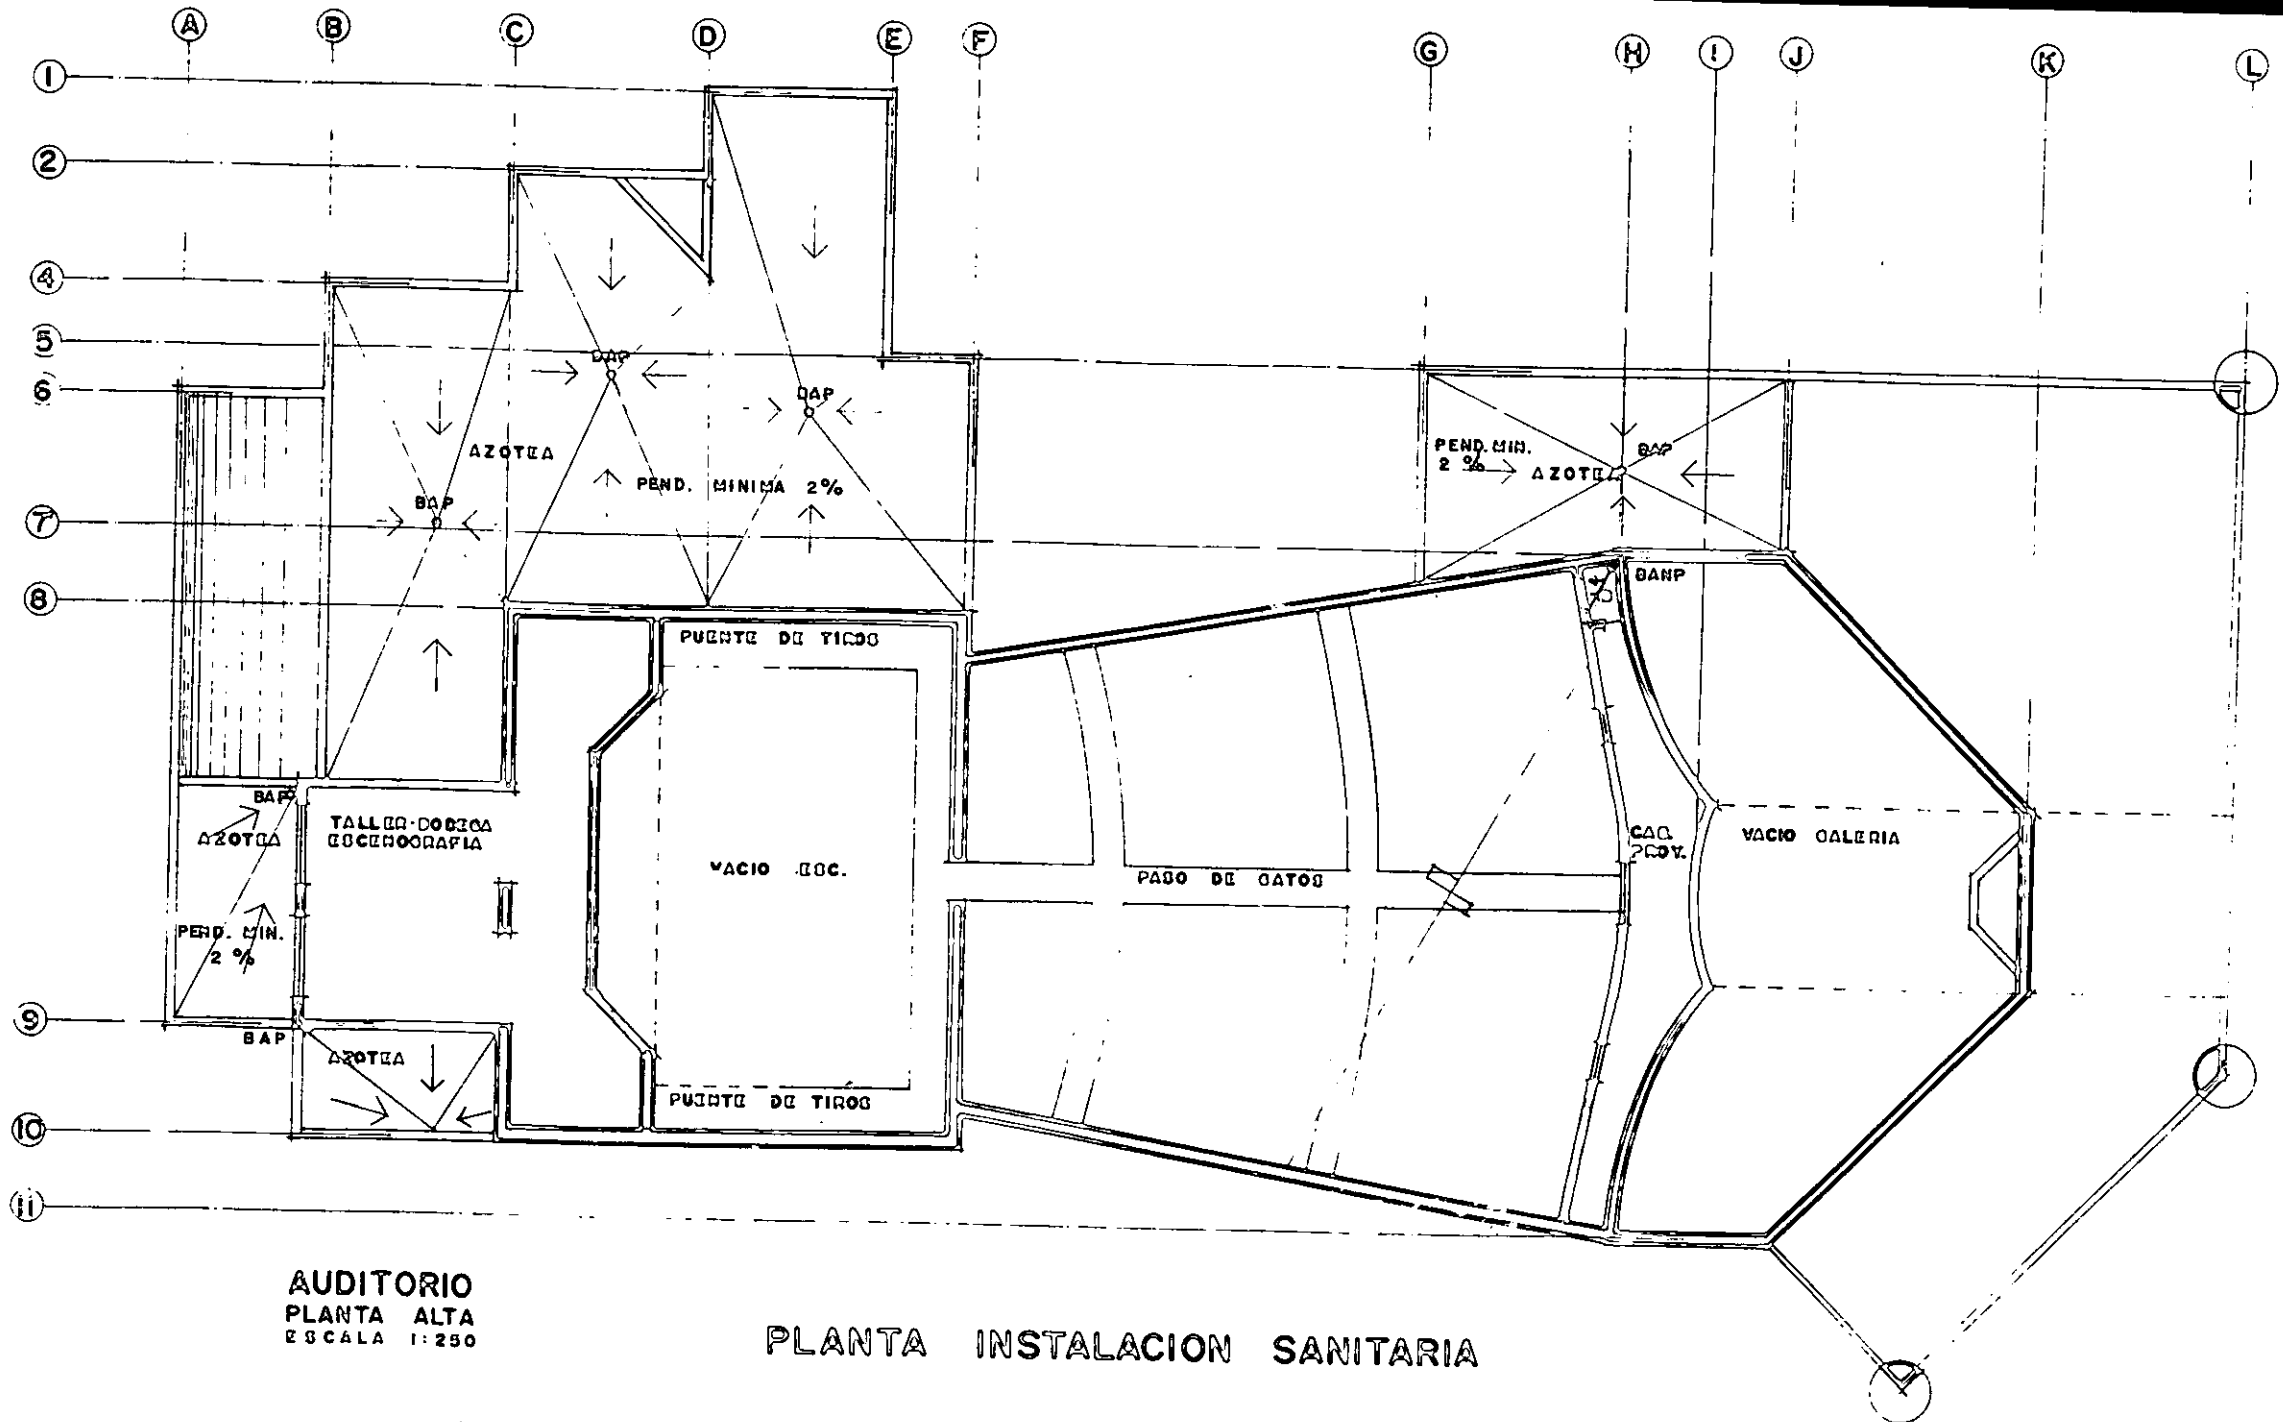 A B C D E F G H I J K L
1
2
4
5
6
7
8
9
10
11
BAP
BAP
AZOTEA
PEND. MINIMA 2%
BAP
PEND. MIN.
2 %
AZOTEA
BAP
BANP
PUENTE DE TIROS
BAP
AZOTEA
PEND. MIN.
2 %
TALLER-BODEGA
ESCENOGRAFIA
VACIO ESC.
PASO DE GATOS
CAB.
PROY.
VACIO GALERIA
BAP
AZOTEA
PUENTE DE TIROS
AUDITORIO
PLANTA ALTA
ESCALA 1:250
PLANTA INSTALACION SANITARIA